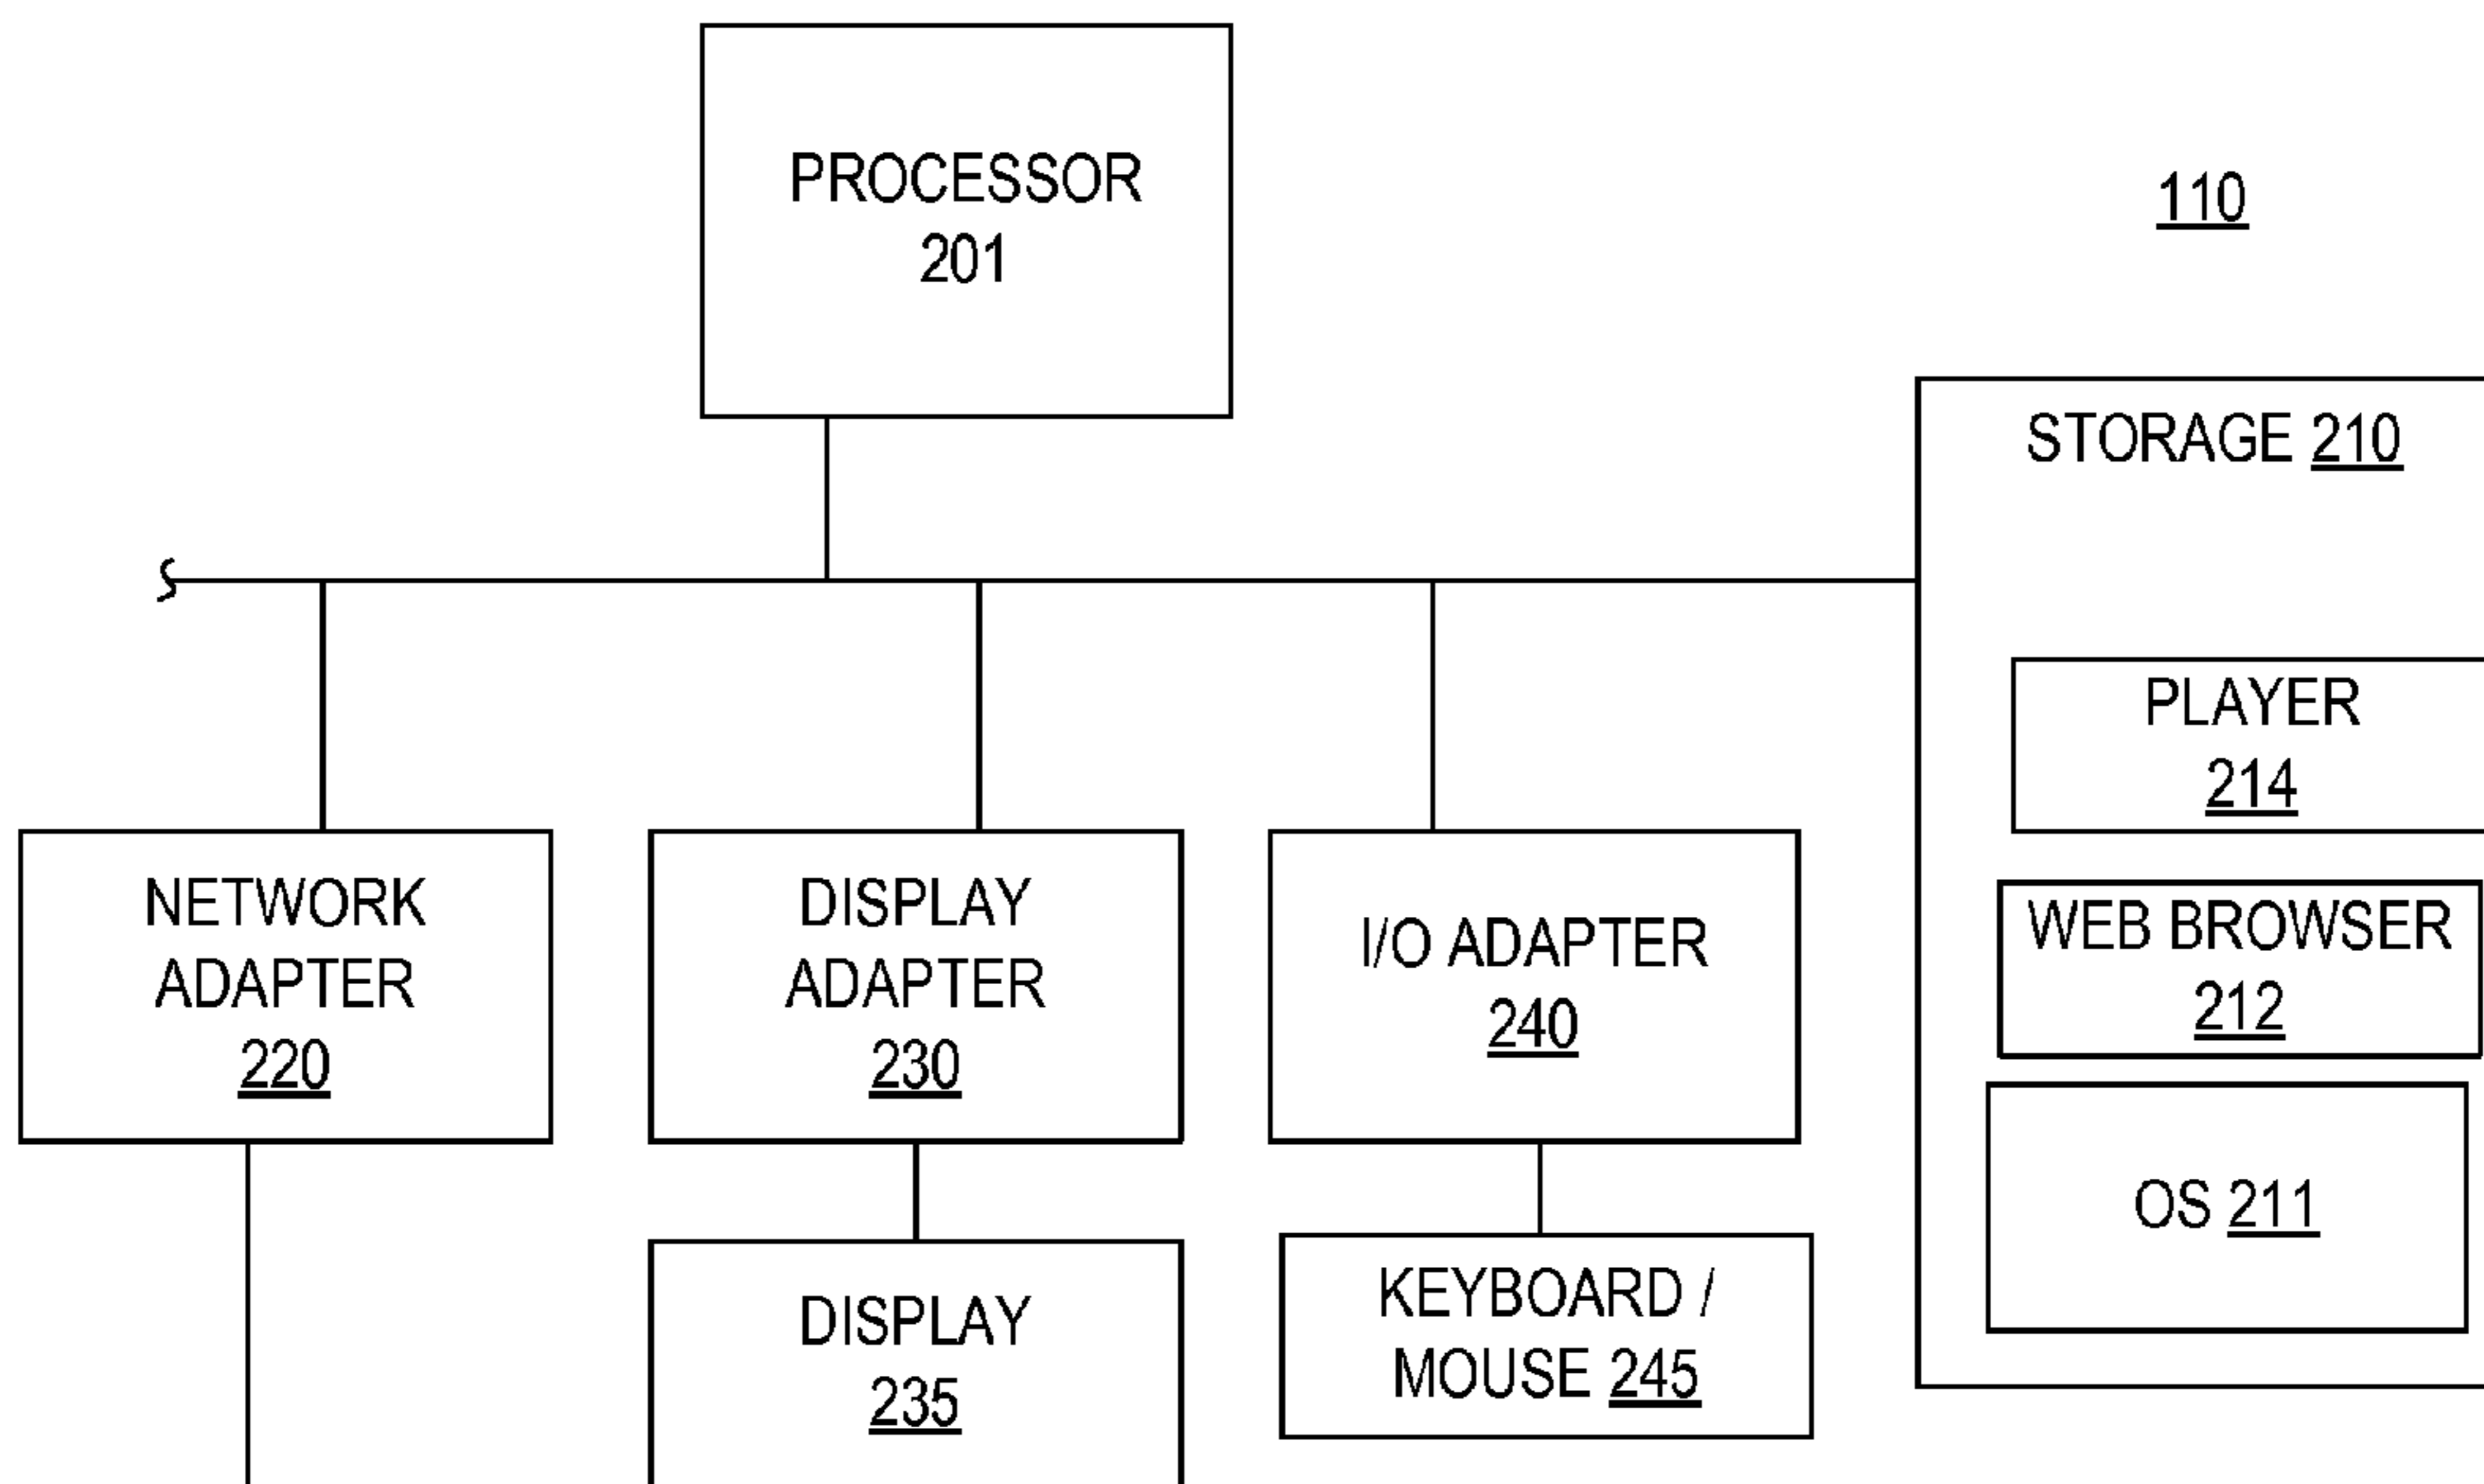 PROCESSOR
201
110
STORAGE 210
PLAYER
214
NETWORK
ADAPTER
220
DISPLAY
ADAPTER
230
I/O ADAPTER
240
WEB BROWSER
212
OS 211
DISPLAY
235
KEYBOARD /
MOUSE 245